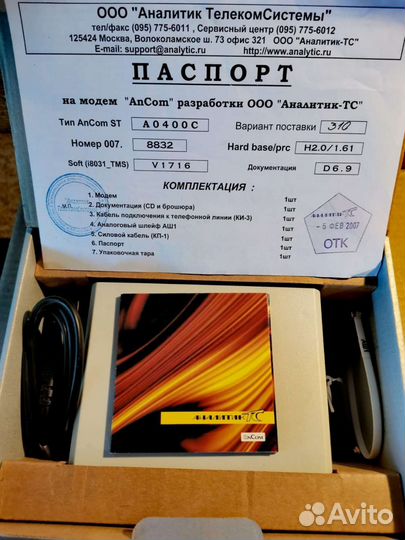 ООО "Аналитик ТелекомСистемы"
тел/факс (095) 775-6011 , Сервисный центр (095) 775-6012
125424 Москва, Волоколамское ш. 73 офис 321 ООО "Аналитик-ТС"
E-mail: support@analytic.ru http://www.analytic.ru
ПАСПОРТ
на модем "AnCom" разработки ООО "Аналитик-ТС"
Тип AnCom ST A0400C Вариант поставки 310
Номер 007. 8832 Hard base/prc H2.0/1.61
Soft (i8031_TMS) V1716 Документация D6.9
КОМПЛЕКТАЦИЯ :
1. Модем 1шт
2. Документация (CD и брошюра) 1шт
3. Кабель подключения к телефонной линии (КИ-3) 1шт
4. Аналоговый шлейф АШ1 1шт
5. Силовой кабель (КП-1) 1шт
6. Паспорт 1шт
7. Упаковочная тара 1шт
М.П.
АНАЛИТИК ТС
- 5 ФЕВ 2007
ОТК
АНАЛИТИК ТС
AnCom
Avito